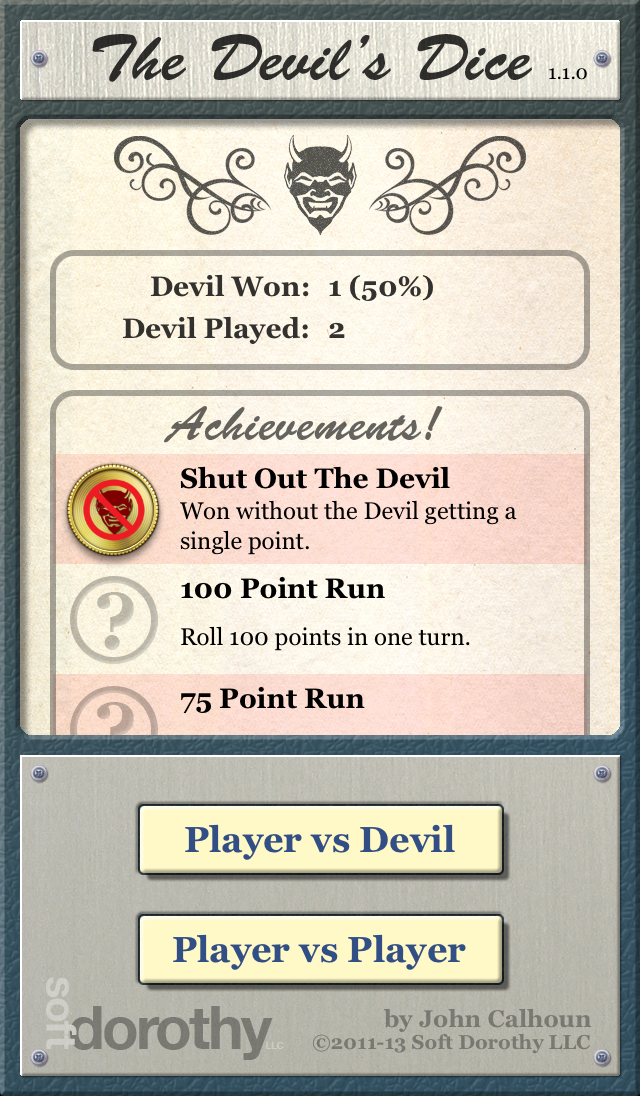 The Devil's Dice 1.1.0
Devil Won: 1 (50%)
Devil Played: 2
Achievements!
Shut Out The Devil
Won without the Devil getting a
single point.
?
100 Point Run
Roll 100 points in one turn.
?
75 Point Run
Player vs Devil
Player vs Player
soft
dorothy LLC
by John Calhoun
©2011-13 Soft Dorothy LLC